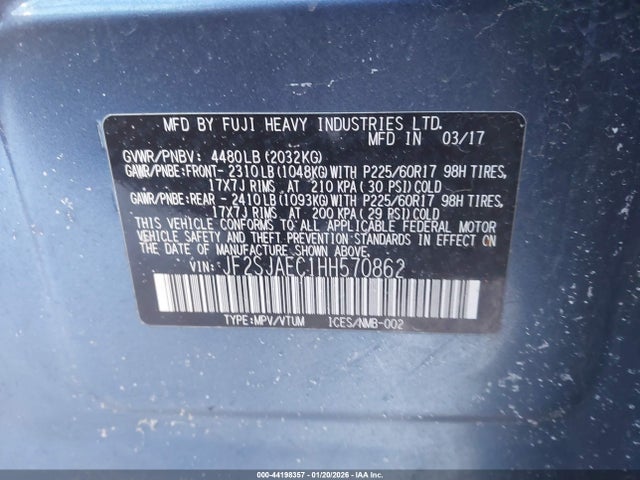 MFD BY FUJI HEAVY INDUSTRIES LTD.
MFD IN 03/17
GVWR/PNBV: 4480LB(2032KG)
GAWR/PNBE:FRONT- 2310LB(1048KG)WITH P225/60R17 98H TIRES,
17X7J RIMS AT 210 KPA(30 PSI)COLD
GAWR/PNBE:REAR - 2410LB(1093KG)WITH P225/60R17 98H TIRES,
17X7J RIMS AT 200 KPA(29 PSI)COLD
THIS VEHICLE CONFORMS TO ALL APPLICABLE FEDERAL MOTOR
VEHICLE SAFETY AND THEFT PREVENTION STANDARDS IN EFFECT ON
THE DATE OF MANUFACTURE SHOWN ABOVE.
VIN: JF2SJAEC1HH570862
TYPE:MPV/VTUM ICES/NMB-002
000-44198357 - 01/20/2026 - IAA Inc.